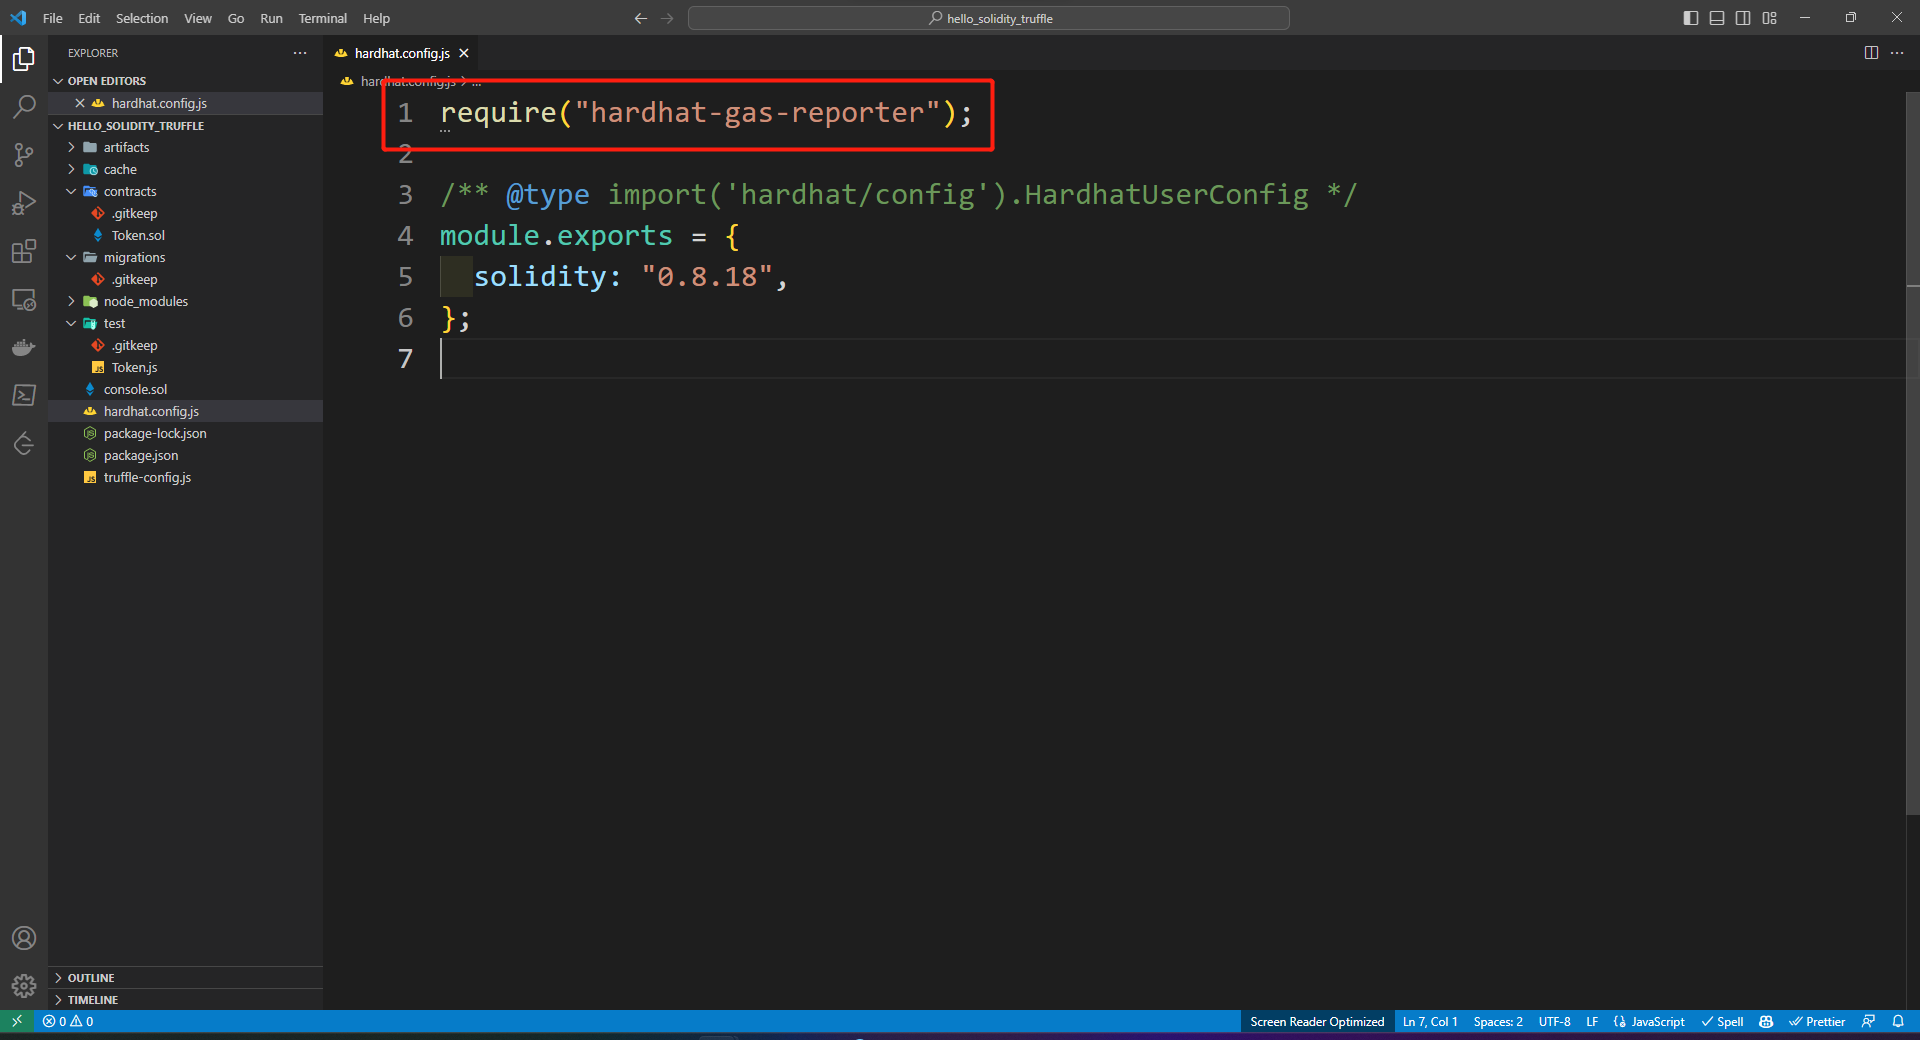 File Edit Selection View Go Run Terminal Help
hello_solidity_truffle
EXPLORER
OPEN EDITORS
hardhat.config.js
HELLO_SOLIDITY_TRUFFLE
artifacts
cache
contracts
.gitkeep
Token.sol
migrations
.gitkeep
node_modules
test
.gitkeep
Token.js
console.sol
hardhat.config.js
package-lock.json
package.json
truffle-config.js
OUTLINE
TIMELINE
hardhat.config.js
hardhat.config.js > ...
1 require("hardhat-gas-reporter");
2
3 /** @type import('hardhat/config').HardhatUserConfig */
4 module.exports = {
5 solidity: "0.8.18",
6 };
7
0 0
Screen Reader Optimized Ln 7, Col 1 Spaces: 2 UTF-8 LF {} JavaScript Spell Prettier